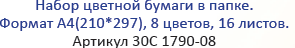 Набор цветной бумаги в папке.
Формат А4(210*297), 8 цветов, 16 листов.
Артикул 30С 1790-08